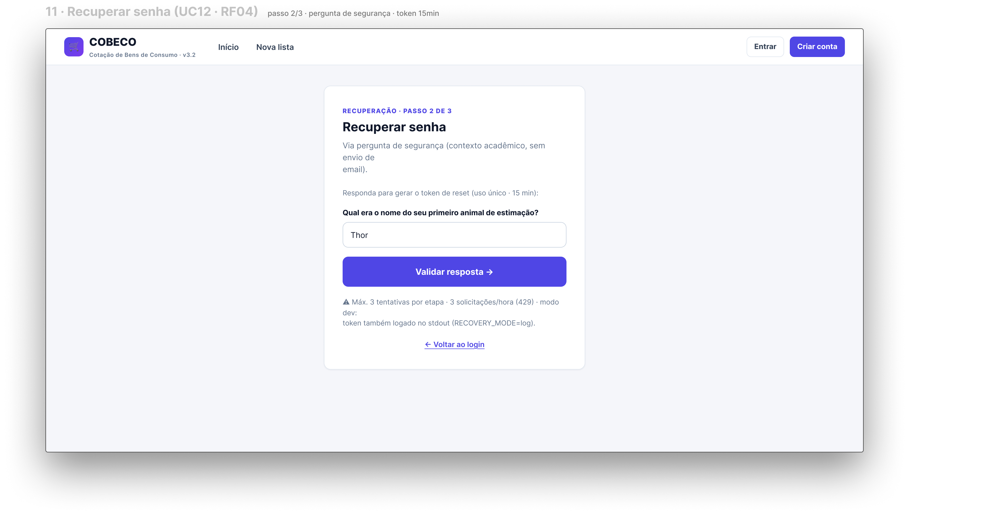 11 · Recuperar senha (UC12 · RF04) passo 2/3 · pergunta de segurança · token 15min
COBECO
Cotação de Bens de Consumo · v3.2
Início
Nova lista
Entrar
Criar conta
RECUPERAÇÃO · PASSO 2 DE 3
Recuperar senha
Via pergunta de segurança (contexto acadêmico, sem
envio de
email).
Responda para gerar o token de reset (uso único · 15 min):
Qual era o nome do seu primeiro animal de estimação?
Thor
Validar resposta →
⚠ Máx. 3 tentativas por etapa · 3 solicitações/hora (429) · modo
dev:
token também logado no stdout (RECOVERY_MODE=log).
← Voltar ao login